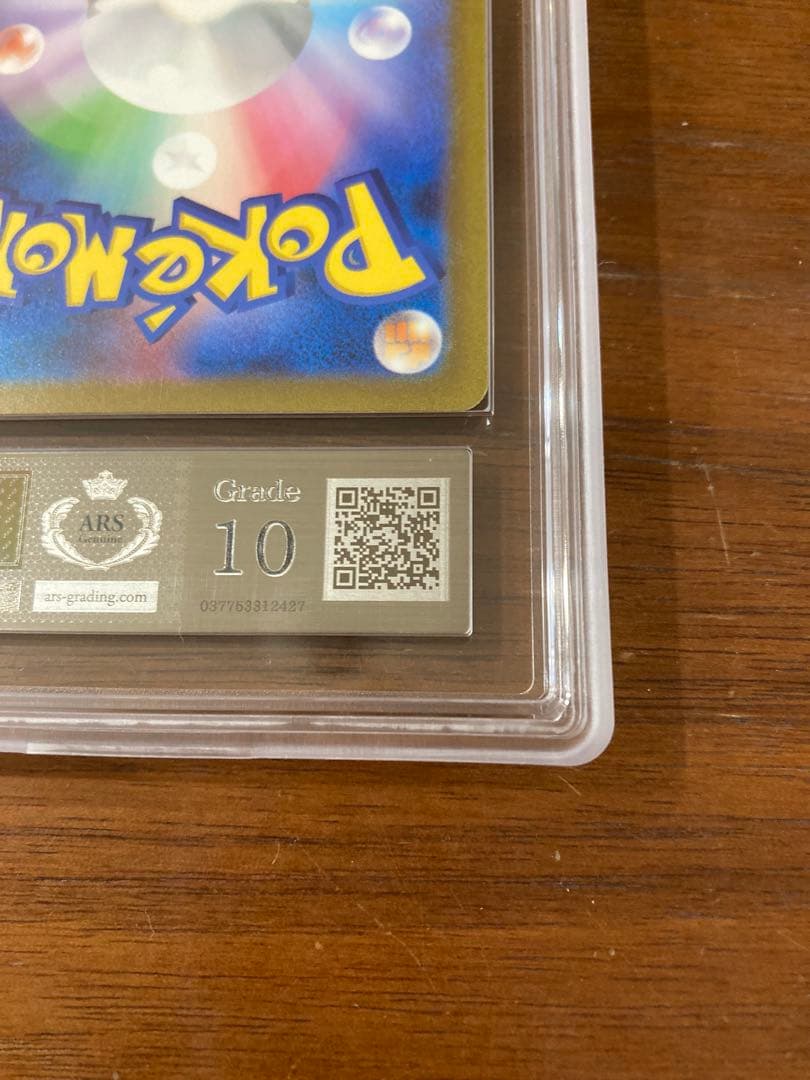 POKéMON
ARS
Genuine
ars-grading.com
Grade
10
037753312427